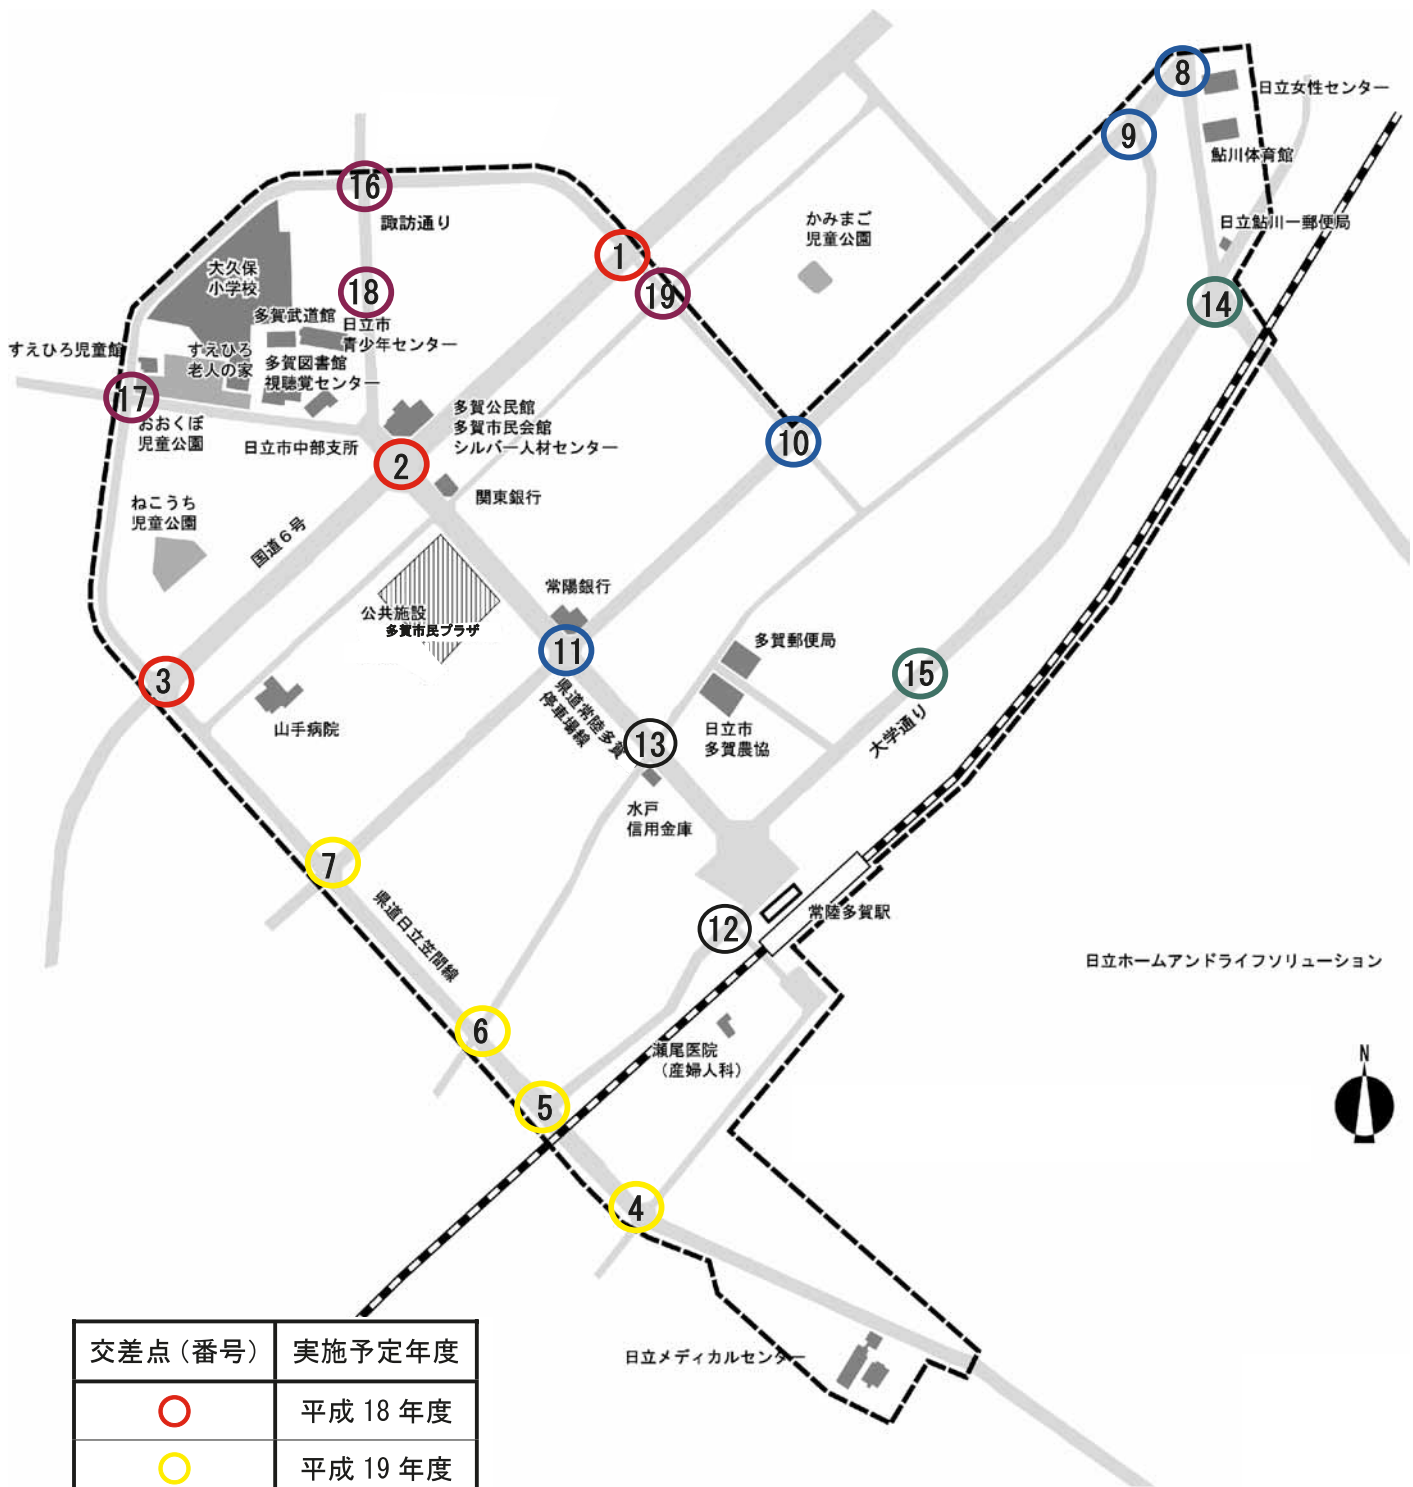 8
日立女性センター
9
鮎川体育館
16
諏訪通り
かみまご
児童公園
日立鮎川一郵便局
1
大久保
小学校
18
19
14
多賀武道館
日立市
青少年センター
すえひろ児童館
すえひろ
老人の家
多賀図書館
視聴覚センター
17
おおくぼ
児童公園
多賀公民館
多賀市民会館
シルバー人材センター
日立市中部支所
10
2
関東銀行
ねこうち
児童公園
国道6号
常陽銀行
公共施設
多賀市民プラザ
11
多賀郵便局
3
15
県道常陸多賀
停車場線
山手病院
13
日立市
多賀農協
大学通り
水戸
信用金庫
7
県道日立笠間線
12
常陸多賀駅
日立ホームアンドライフソリューション
6
瀬尾医院
(産婦人科)
N
5
4
日立メディカルセンター
交差点(番号) 実施予定年度
平成 18 年度
平成 19 年度